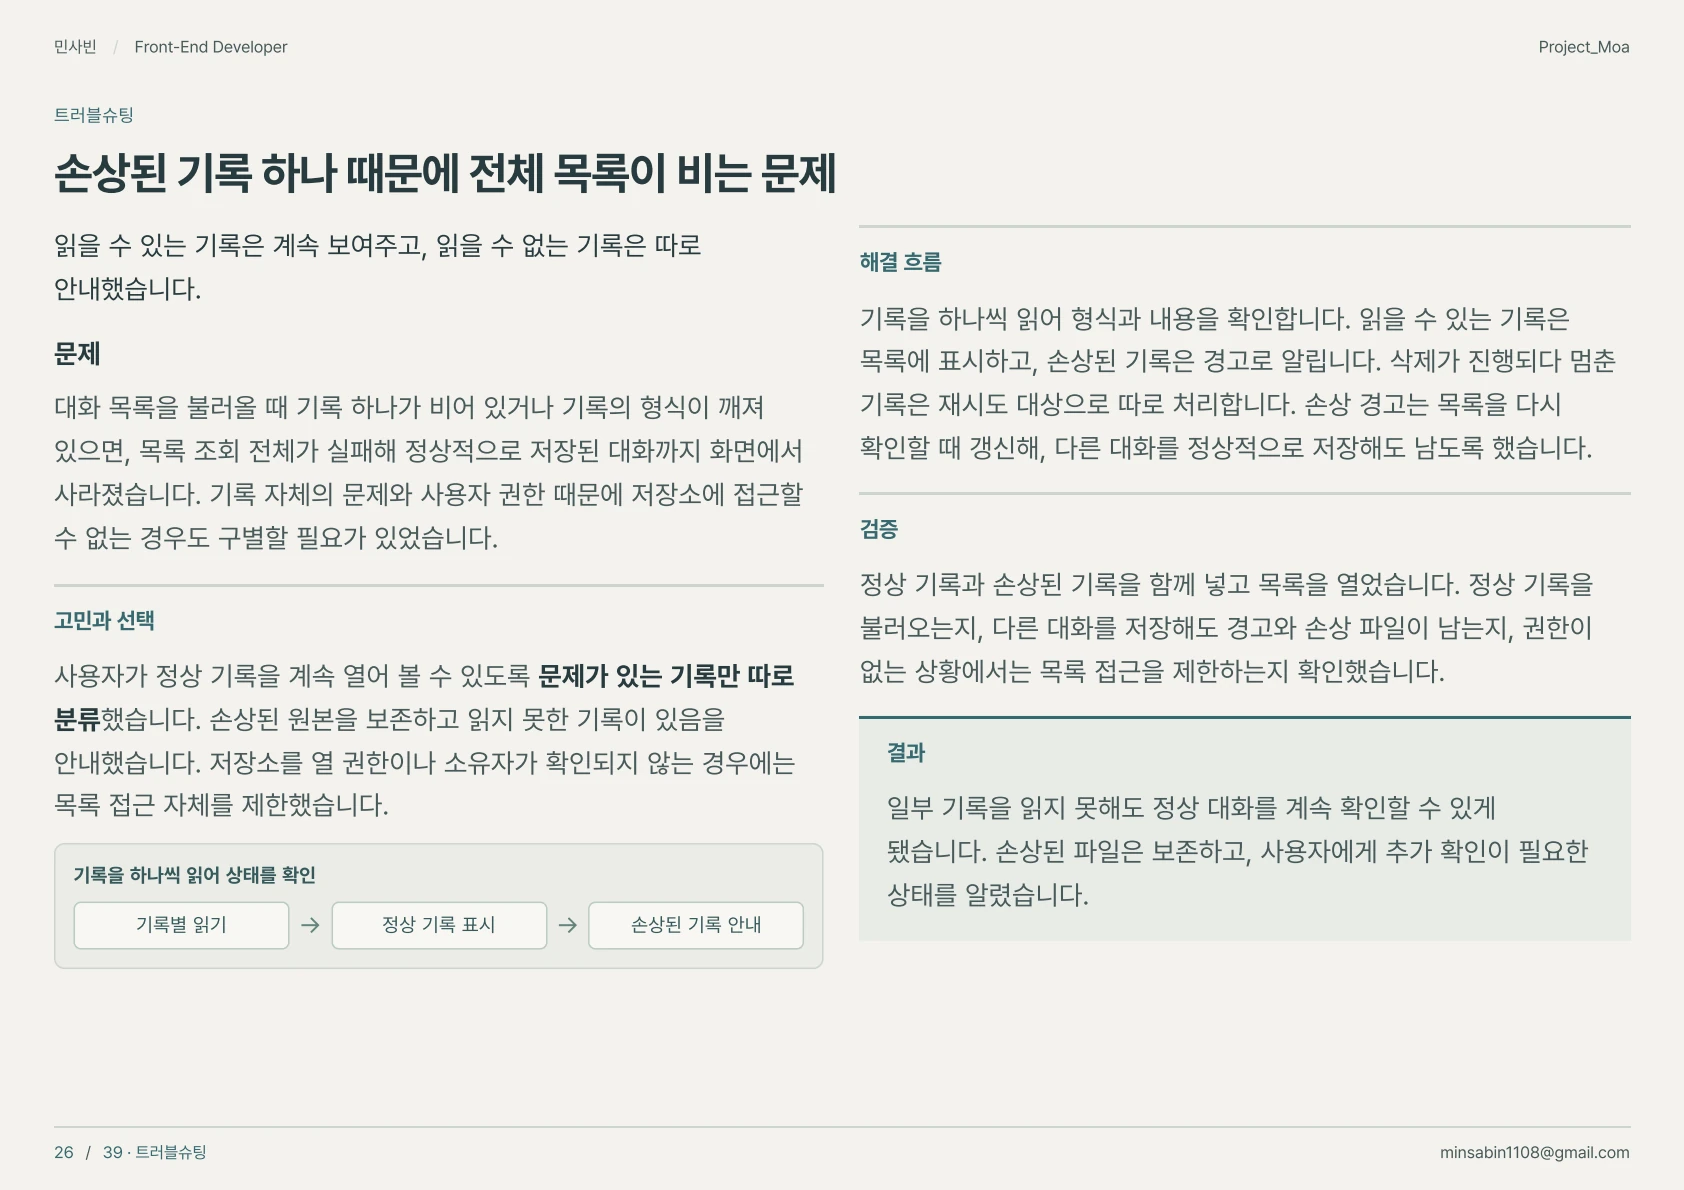 민사빈 / Front-End Developer
Project_Moa
트러블슈팅
손상된 기록 하나 때문에 전체 목록이 비는 문제
읽을 수 있는 기록은 계속 보여주고, 읽을 수 없는 기록은 따로
안내했습니다.
문제
대화 목록을 불러올 때 기록 하나가 비어 있거나 기록의 형식이 깨져
있으면, 목록 조회 전체가 실패해 정상적으로 저장된 대화까지 화면에서
사라졌습니다. 기록 자체의 문제와 사용자 권한 때문에 저장소에 접근할
수 없는 경우도 구별할 필요가 있었습니다.
고민과 선택
사용자가 정상 기록을 계속 열어 볼 수 있도록 문제가 있는 기록만 따로
분류했습니다. 손상된 원본을 보존하고 읽지 못한 기록이 있음을
안내했습니다. 저장소를 열 권한이나 소유자가 확인되지 않는 경우에는
목록 접근 자체를 제한했습니다.
기록을 하나씩 읽어 상태를 확인
기록별 읽기 → 정상 기록 표시 → 손상된 기록 안내
해결 흐름
기록을 하나씩 읽어 형식과 내용을 확인합니다. 읽을 수 있는 기록은
목록에 표시하고, 손상된 기록은 경고로 알립니다. 삭제가 진행되다 멈춘
기록은 재시도 대상으로 따로 처리합니다. 손상 경고는 목록을 다시
확인할 때 갱신해, 다른 대화를 정상적으로 저장해도 남도록 했습니다.
검증
정상 기록과 손상된 기록을 함께 넣고 목록을 열었습니다. 정상 기록을
불러오는지, 다른 대화를 저장해도 경고와 손상 파일이 남는지, 권한이
없는 상황에서는 목록 접근을 제한하는지 확인했습니다.
결과
일부 기록을 읽지 못해도 정상 대화를 계속 확인할 수 있게
됐습니다. 손상된 파일은 보존하고, 사용자에게 추가 확인이 필요한
상태를 알렸습니다.
26 / 39 · 트러블슈팅
minsabin1108@gmail.com